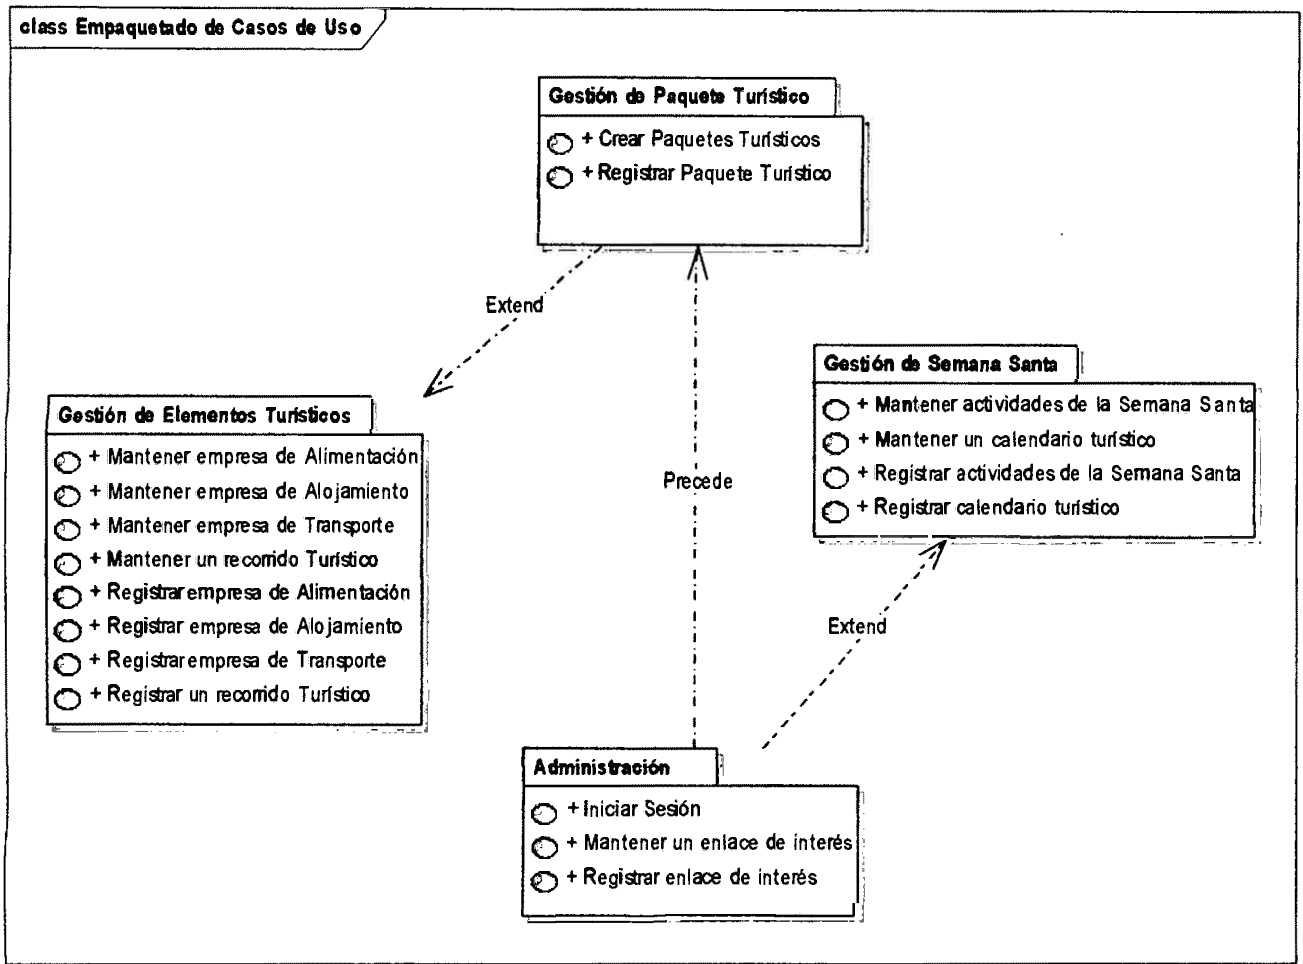 class Empaquetado de Casos de Uso
Gestión de Paquete Turístico
+ Crear Paquetes Turísticos
+ Registrar Paquete Turístico
Extend
Gestión de Semana Santa
+ Mantener actividades de la Semana Santa
+ Mantener un calendario turístico
+ Registrar actividades de la Semana Santa
+ Registrar calendario turístico
Gestión de Elementos Turísticos
+ Mantener empresa de Alimentación
+ Mantener empresa de Alojamiento
+ Mantener empresa de Transporte
+ Mantener un recorrido Turístico
+ Registrar empresa de Alimentación
+ Registrar empresa de Alojamiento
+ Registrar empresa de Transporte
+ Registrar un recorrido Turístico
Precede
Extend
Administración
+ Iniciar Sesión
+ Mantener un enlace de interés
+ Registrar enlace de interés